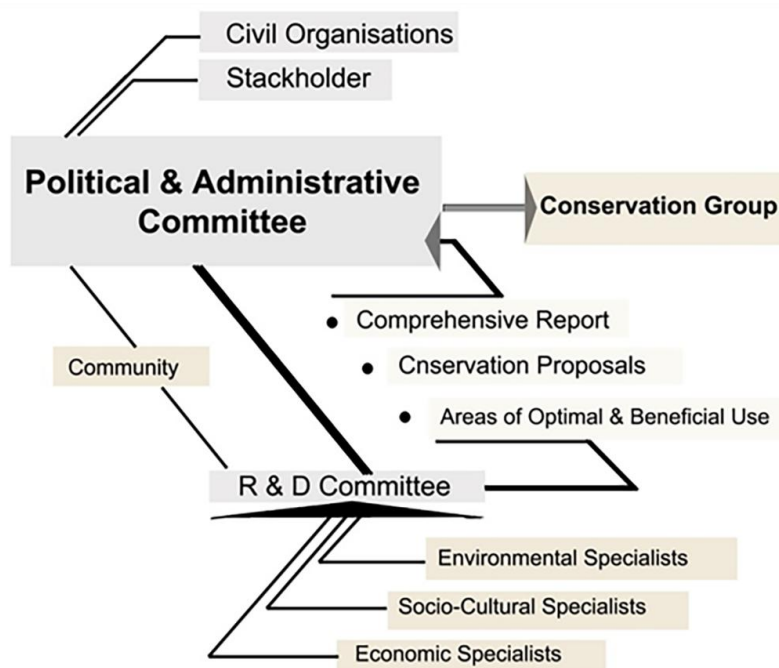 Civil Organisations
Stackholder
Political & Administrative
Committee
Conservation Group
Comprehensive Report
Cnservation Proposals
Community
Areas of Optimal & Beneficial Use
R & D Committee
Environmental Specialists
Socio-Cultural Specialists
Economic Specialists